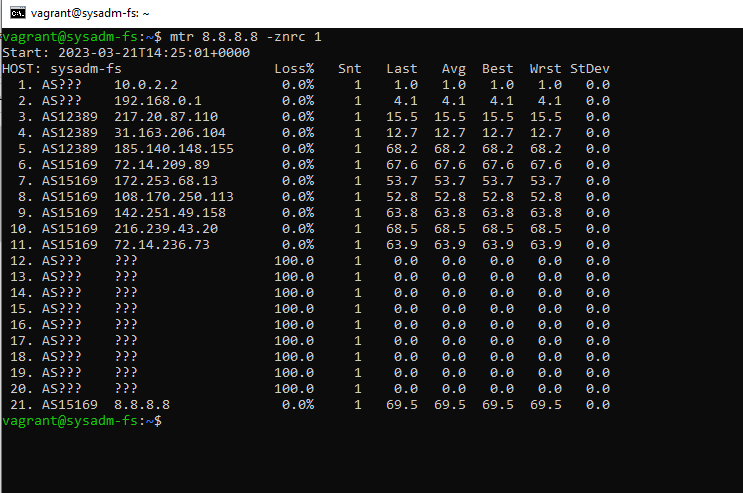 vagrant@sysadm-fs: ~
vagrant@sysadm-fs:~$ mtr 8.8.8.8 -znrc 1
Start: 2023-03-21T14:25:01+0000
HOST: sysadm-fs                   Loss%   Snt   Last   Avg  Best  Wrst StDev
  1. AS???    10.0.2.2             0.0%     1    1.0   1.0   1.0   1.0   0.0
  2. AS???    192.168.0.1          0.0%     1    4.1   4.1   4.1   4.1   0.0
  3. AS12389  217.20.87.110        0.0%     1   15.5  15.5  15.5  15.5   0.0
  4. AS12389  31.163.206.104       0.0%     1   12.7  12.7  12.7  12.7   0.0
  5. AS12389  185.140.148.155      0.0%     1   68.2  68.2  68.2  68.2   0.0
  6. AS15169  72.14.209.89         0.0%     1   67.6  67.6  67.6  67.6   0.0
  7. AS15169  172.253.68.13        0.0%     1   53.7  53.7  53.7  53.7   0.0
  8. AS15169  108.170.250.113      0.0%     1   52.8  52.8  52.8  52.8   0.0
  9. AS15169  142.251.49.158       0.0%     1   63.8  63.8  63.8  63.8   0.0
 10. AS15169  216.239.43.20        0.0%     1   68.5  68.5  68.5  68.5   0.0
 11. AS15169  72.14.236.73         0.0%     1   63.9  63.9  63.9  63.9   0.0
 12. AS???    ???                 100.0     1    0.0   0.0   0.0   0.0   0.0
 13. AS???    ???                 100.0     1    0.0   0.0   0.0   0.0   0.0
 14. AS???    ???                 100.0     1    0.0   0.0   0.0   0.0   0.0
 15. AS???    ???                 100.0     1    0.0   0.0   0.0   0.0   0.0
 16. AS???    ???                 100.0     1    0.0   0.0   0.0   0.0   0.0
 17. AS???    ???                 100.0     1    0.0   0.0   0.0   0.0   0.0
 18. AS???    ???                 100.0     1    0.0   0.0   0.0   0.0   0.0
 19. AS???    ???                 100.0     1    0.0   0.0   0.0   0.0   0.0
 20. AS???    ???                 100.0     1    0.0   0.0   0.0   0.0   0.0
 21. AS15169  8.8.8.8              0.0%     1   69.5  69.5  69.5  69.5   0.0
vagrant@sysadm-fs:~$